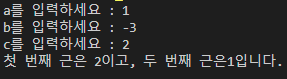 a를 입력하세요 : 1
b를 입력하세요 : -3
c를 입력하세요 : 2
첫 번째 근은 2이고, 두 번째 근은1입니다.